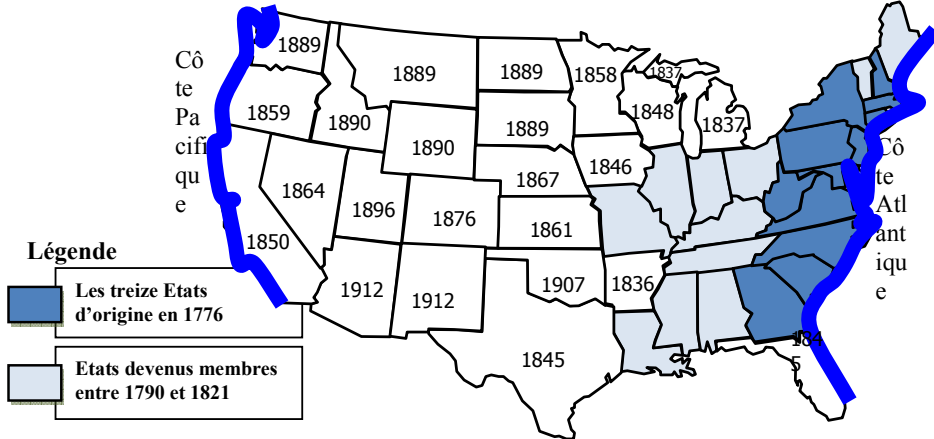 Cô
te
Pa
cifi
qu
e
1889
1889
1889
1858
1837
1859
1890
1889
1848
1837
1890
1846
1867
1864
1896
1876
1861
1850
1912
1912
1907
1836
1845
184
5
Cô
te
Atl
ant
iqu
e
Légende
Les treize Etats
d’origine en 1776
Etats devenus membres
entre 1790 et 1821